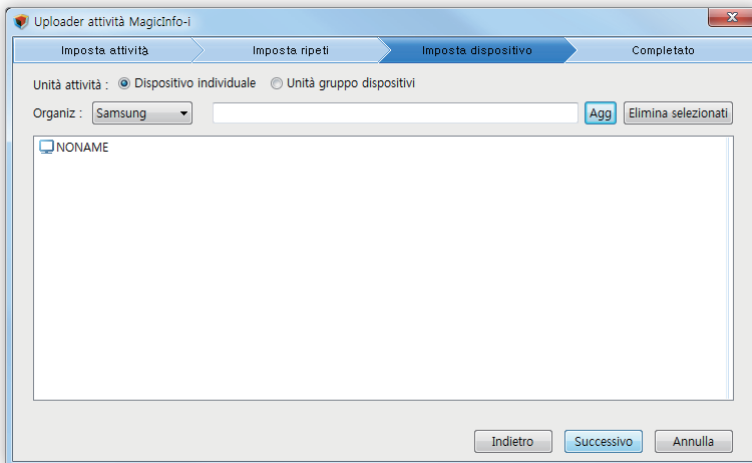 Uploader attività MagicInfo-i
Imposta attività Imposta ripeti Imposta dispositivo Completato
Unità attività : Dispositivo individuale Unità gruppo dispositivi
Organiz : Samsung Agg Elimina selezionati
NONAME
Indietro Successivo Annulla